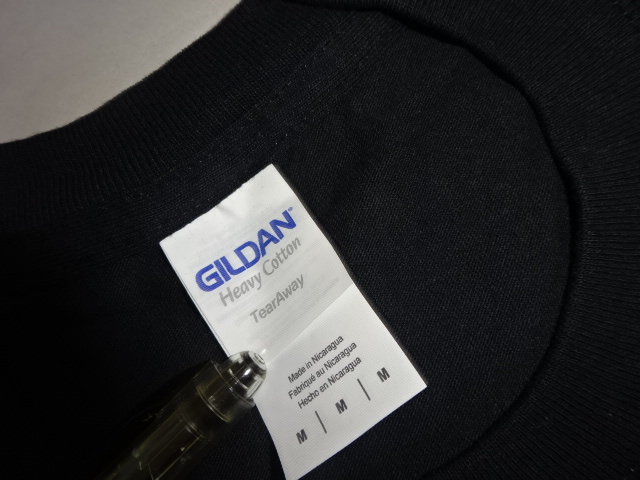 GILDAN
Heavy Cotton
TearAway
Made in Nicaragua
Fabriqué au Nicaragua
Hecho en Nicaragua
M | M | M